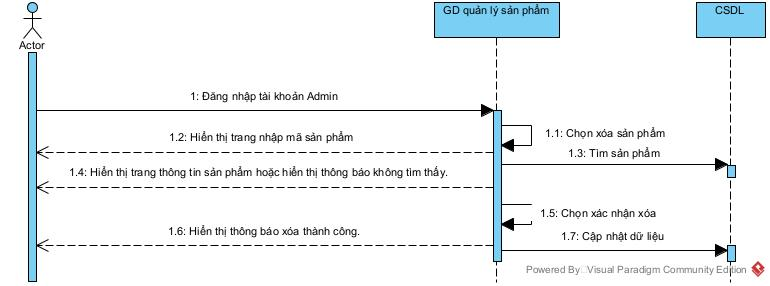 GD quản lý sản phẩm
CSDL
Actor
1: Đăng nhập tài khoản Admin
1.1: Chọn xóa sản phẩm
1.2: Hiển thị trang nhập mã sản phẩm
1.3: Tìm sản phẩm
1.4: Hiển thị trang thông tin sản phẩm hoặc hiển thị thông báo không tìm thấy.
1.5: Chọn xác nhận xóa
1.6: Hiển thị thông báo xóa thành công.
1.7: Cập nhật dữ liệu
Powered By Visual Paradigm Community Edition